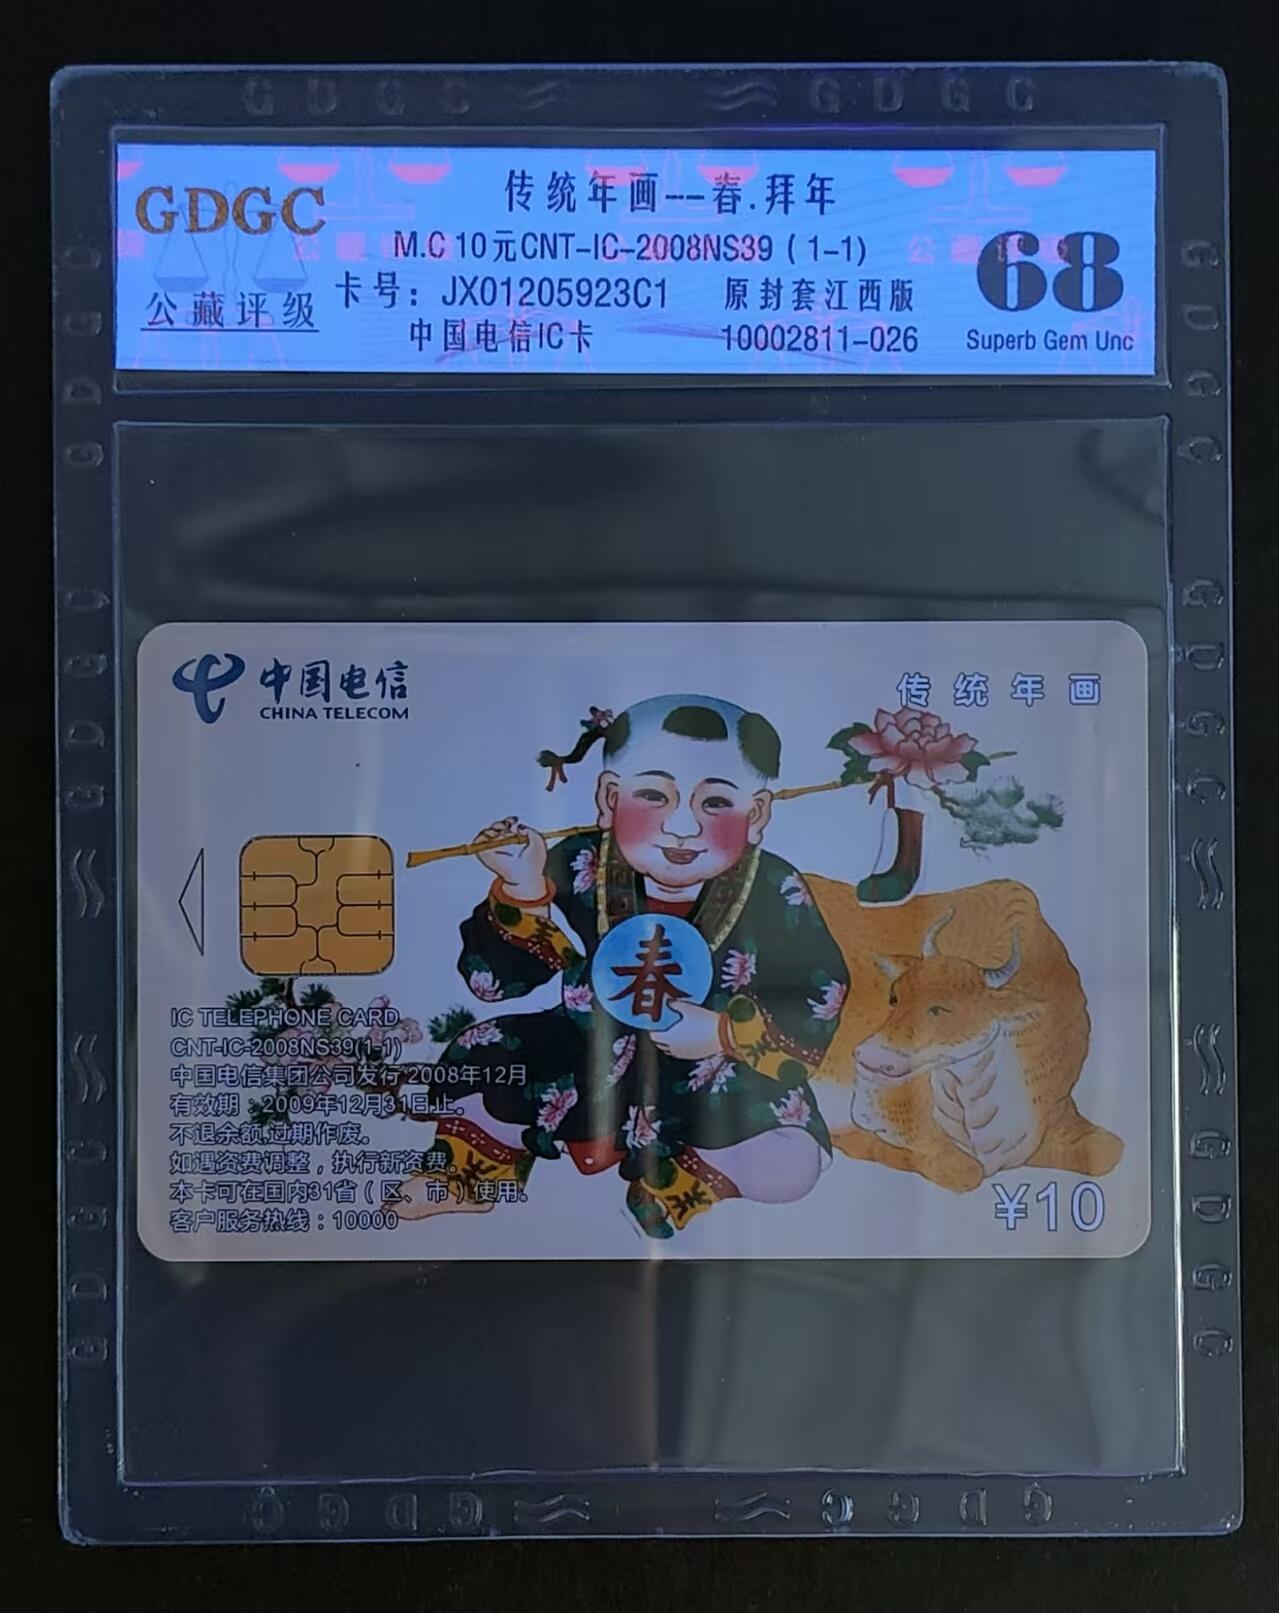 GDGC GDGC
GDGC
公藏评级
传统年画--春.拜年
M.C 10元CNT-IC-2008NS39 (1-1)
卡号: JX01205923C1 原封套江西版
中国电信IC卡 10002811-026
68
Superb Gem Unc
中国电信
CHINA TELECOM
传统年画
春
IC TELEPHONE CARD
CNT-IC-2008NS39(1-1)
中国电信集团公司发行 2008年12月
有效期：2009年12月31日止。
不退余额,过期作废。
如遇资费调整，执行新资费。
本卡可在国内31省（区、市）使用。
客户服务热线：10000
¥10
GDGC GDGC